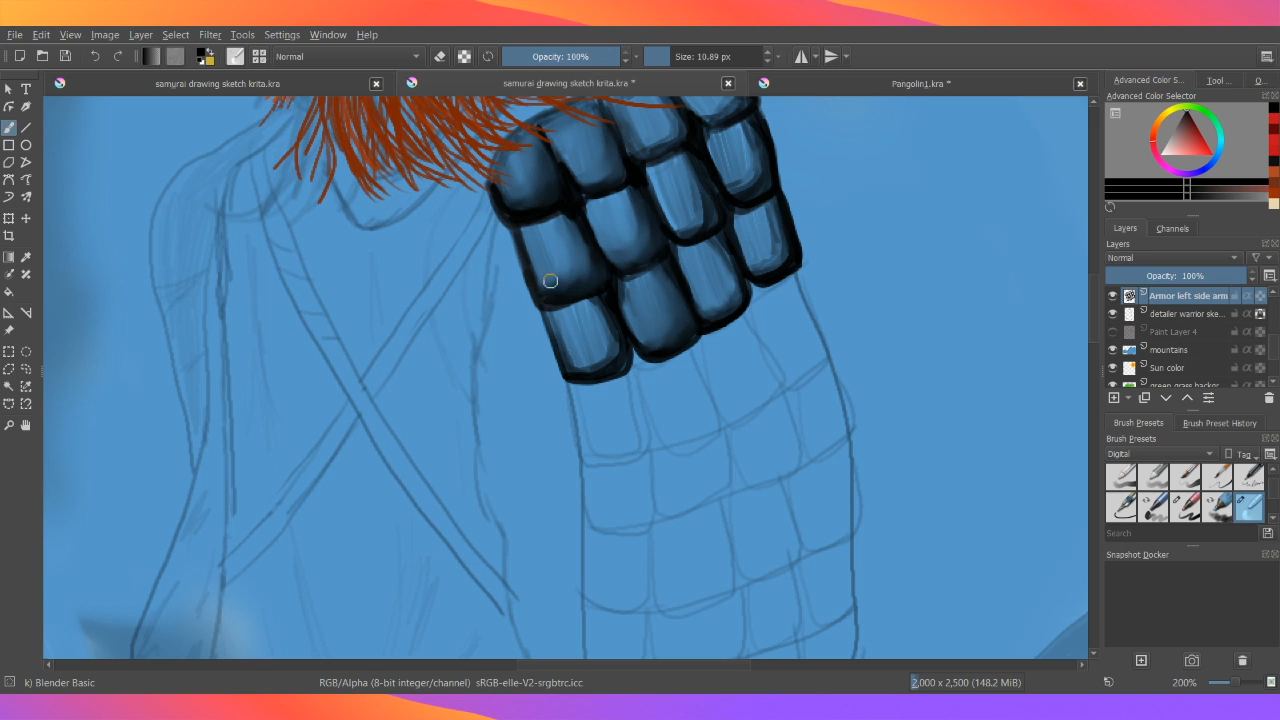 File Edit View Image Layer Select Filter Tools Settings Window Help
Normal Opacity: 100% Size: 10.89 px
samurai drawing sketch krita.kra samurai drawing sketch krita.kra * Pangolin1.kra *
Advanced Color S... Tool ... O...
Advanced Color Selector
Layers Channels
Layers
Normal
Opacity: 100%
Armor left side arm
detailer warrior ske...
Paint Layer 4
mountains
Sun color
green grass backgr
Brush Presets Brush Preset History
Brush Presets
Digital Tag
Search
Snapshot Docker
k) Blender Basic RGB/Alpha (8-bit integer/channel) sRGB-elle-V2-srgbtrc.icc 2,000 x 2,500 (148.2 MiB) 200%